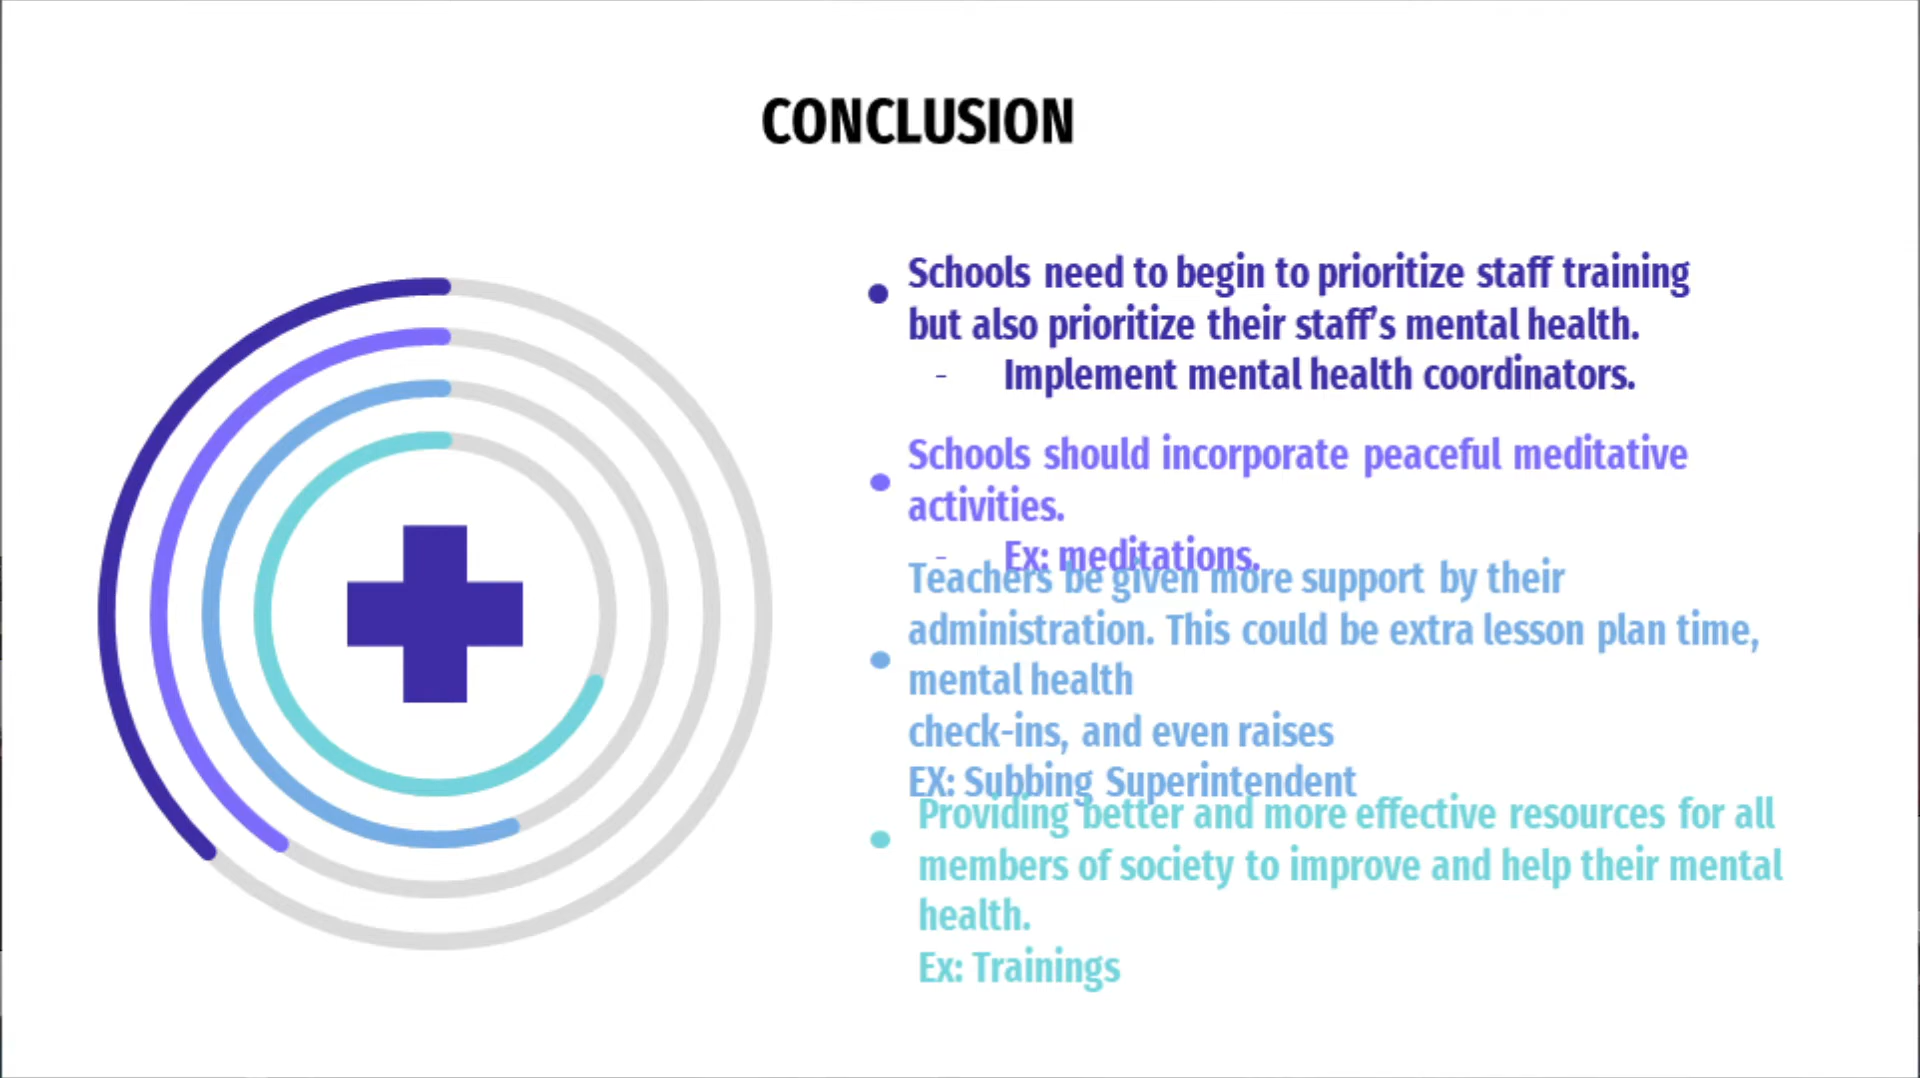 CONCLUSION
• Schools need to begin to prioritize staff training
but also prioritize their staff's mental health.
- Implement mental health coordinators.
• Schools should incorporate peaceful meditative
activities.
- Ex: meditations.
• Teachers be given more support by their
administration. This could be extra lesson plan time,
mental health
check-ins, and even raises
EX: Subbing Superintendent
• Providing better and more effective resources for all
members of society to improve and help their mental
health.
Ex: Trainings